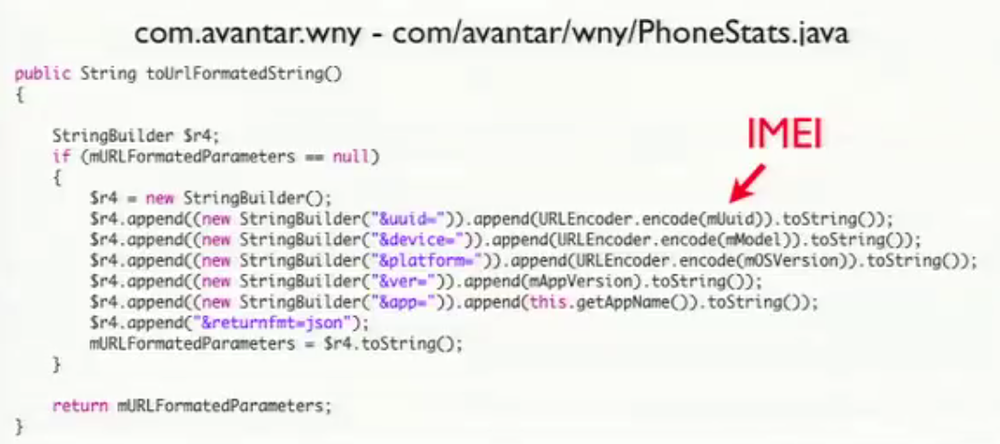 com.avantar.wny - com/avantar/wny/PhoneStats.java
public String toUrlFormatedString()
{
StringBuilder $r4;
IMEI
if (mURLFormatedParameters == null)
{
$r4 = new StringBuilder();
$r4.append((new StringBuilder("&uuid=")).append(URLEncoder.encode(mUuid)).toString());
$r4.append((new StringBuilder("&device=")).append(URLEncoder.encode(mModel)).toString());
$r4.append((new StringBuilder("&platform=")).append(URLEncoder.encode(mOSVersion)).toString());
$r4.append((new StringBuilder("&ver=")).append(mAppVersion).toString());
$r4.append((new StringBuilder("&app=")).append(this.getAppName()).toString());
$r4.append("&returnfmt=json");
mURLFormatedParameters = $r4.toString();
}
return mURLFormatedParameters;
}